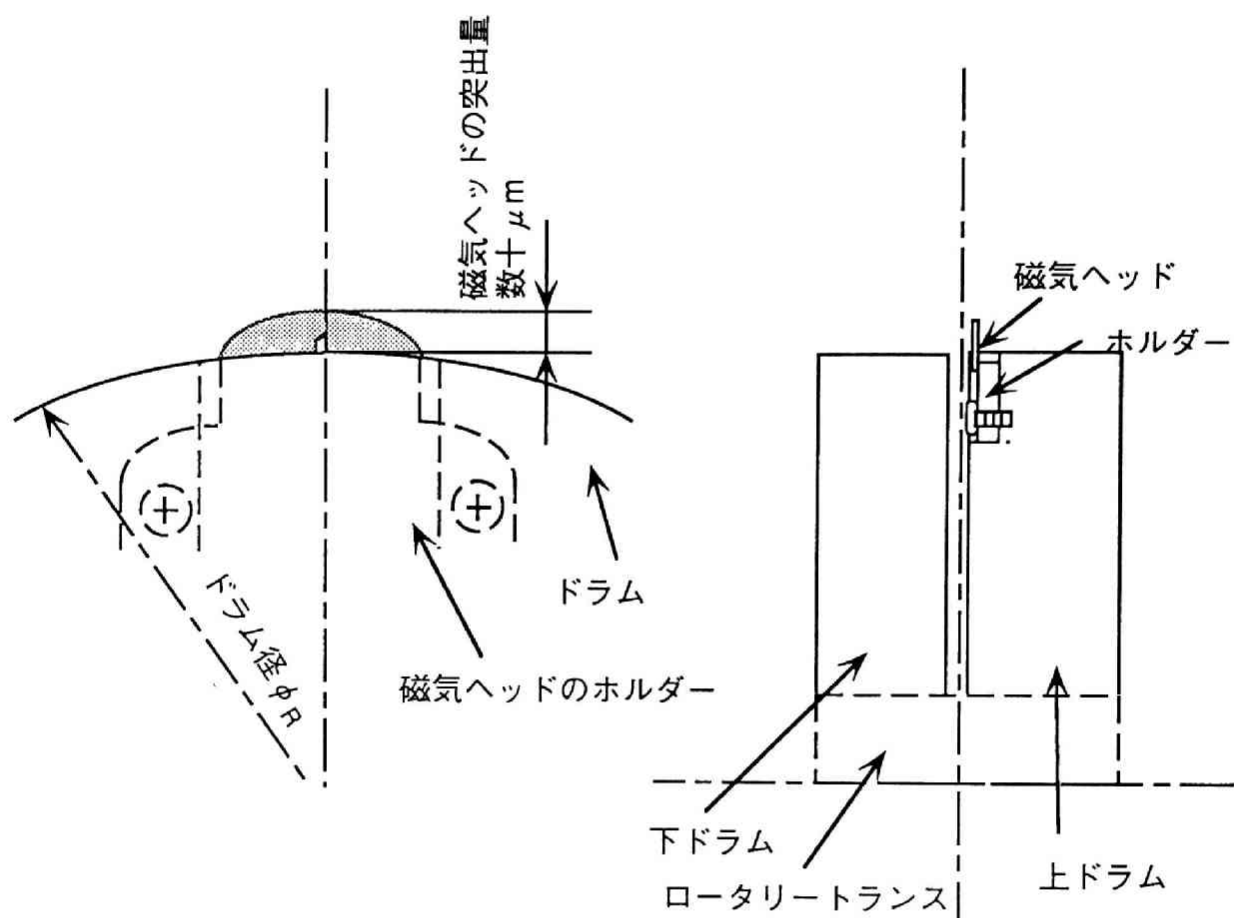 磁気ヘッドの突出量
数十μm
ドラム
磁気ヘッドのホルダー
ドラム径φR
磁気ヘッド
ホルダー
下ドラム
ロータリートランス
上ドラム